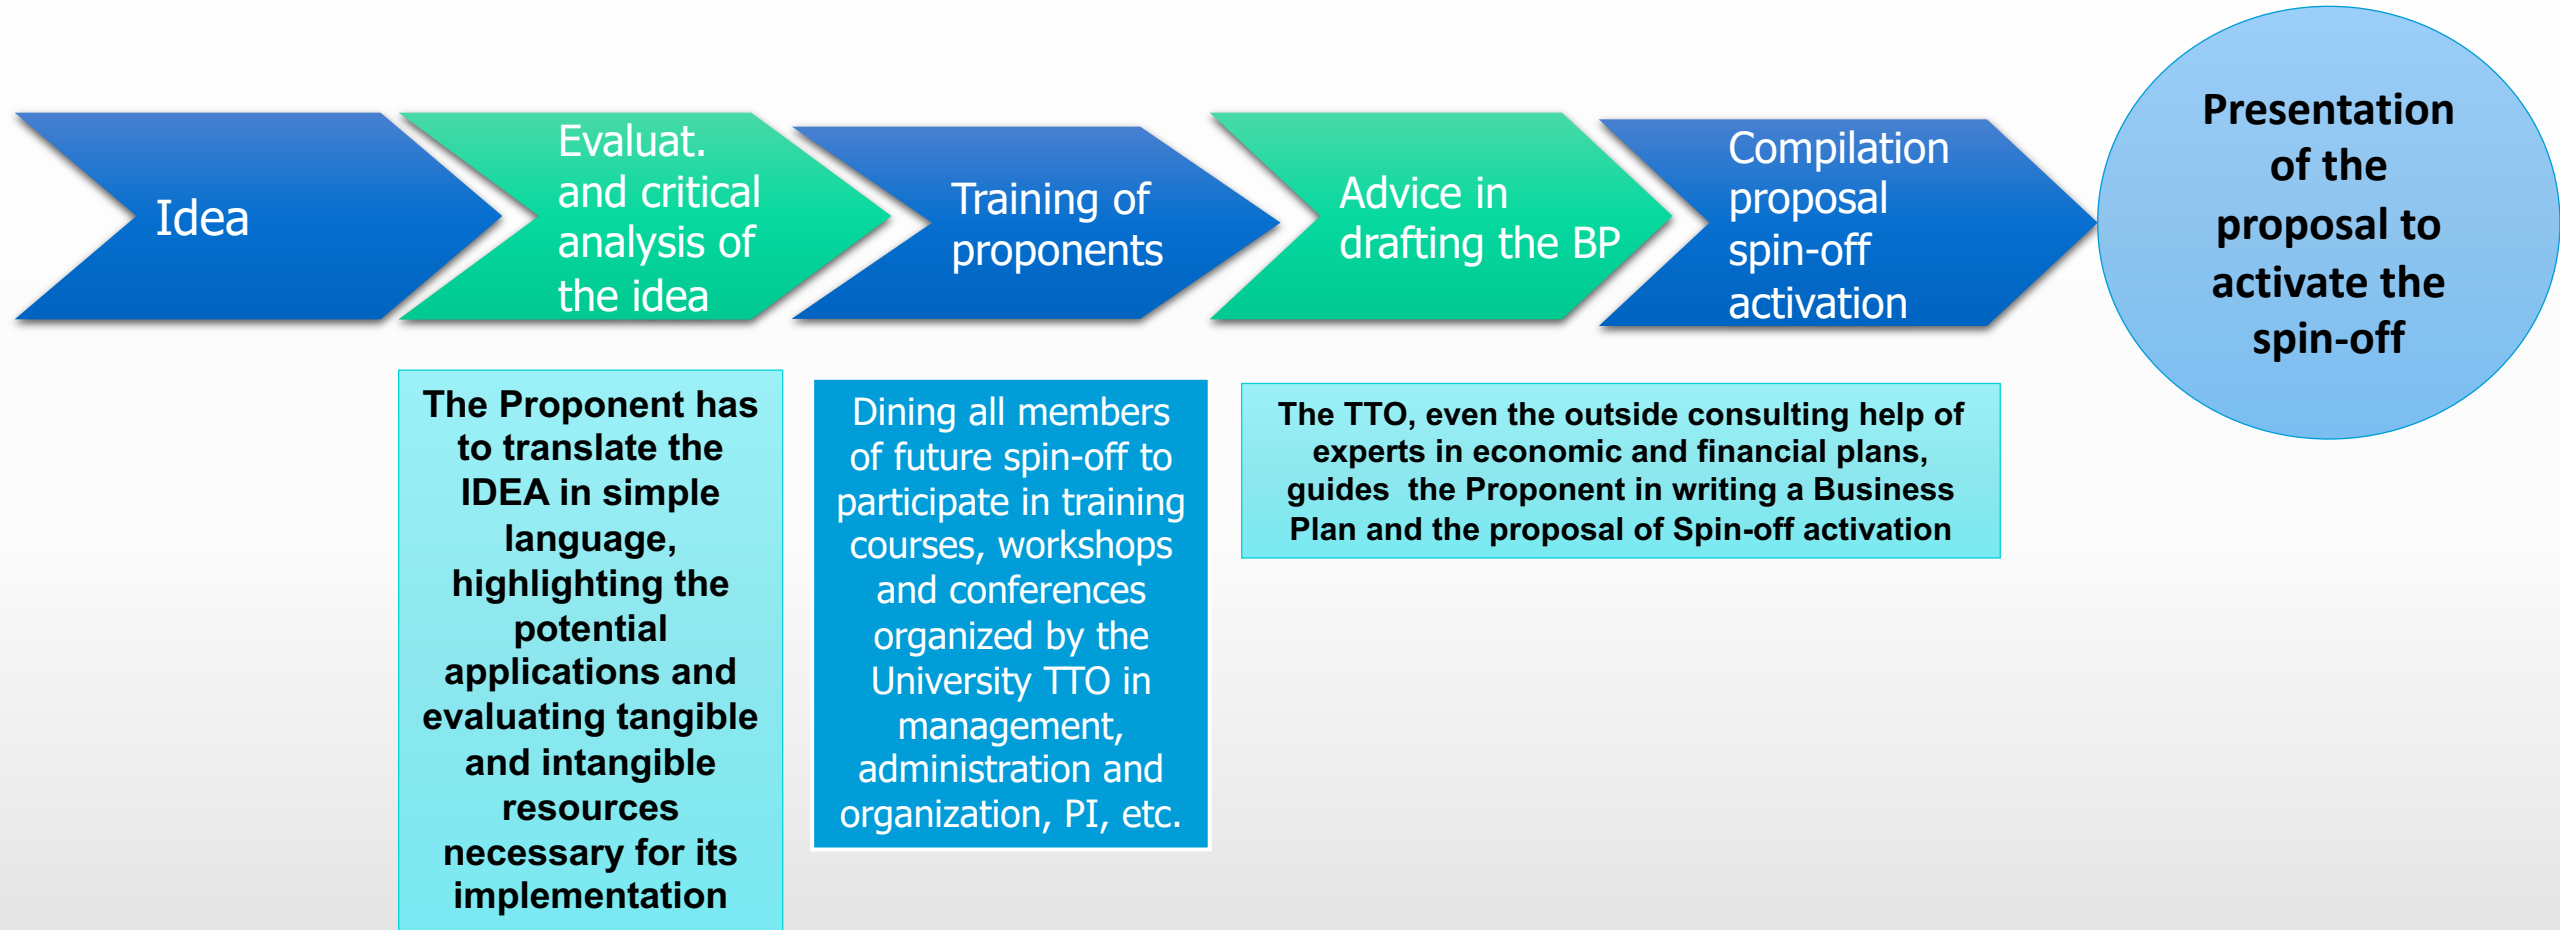 Idea
Evaluat.
and critical
analysis of
the idea
Training of
proponents
Advice in
drafting the BP
Compilation
proposal
spin-off
activation
Presentation
of the
proposal to
activate the
spin-off
The Proponent has
to translate the
IDEA in simple
language,
highlighting the
potential
applications and
evaluating tangible
and intangible
resources
necessary for its
implementation
Dining all members
of future spin-off to
participate in training
courses, workshops
and conferences
organized by the
University TTO in
management,
administration and
organization, PI, etc.
The TTO, even the outside consulting help of
experts in economic and financial plans,
guides  the Proponent in writing a Business
Plan and the proposal of Spin-off activation